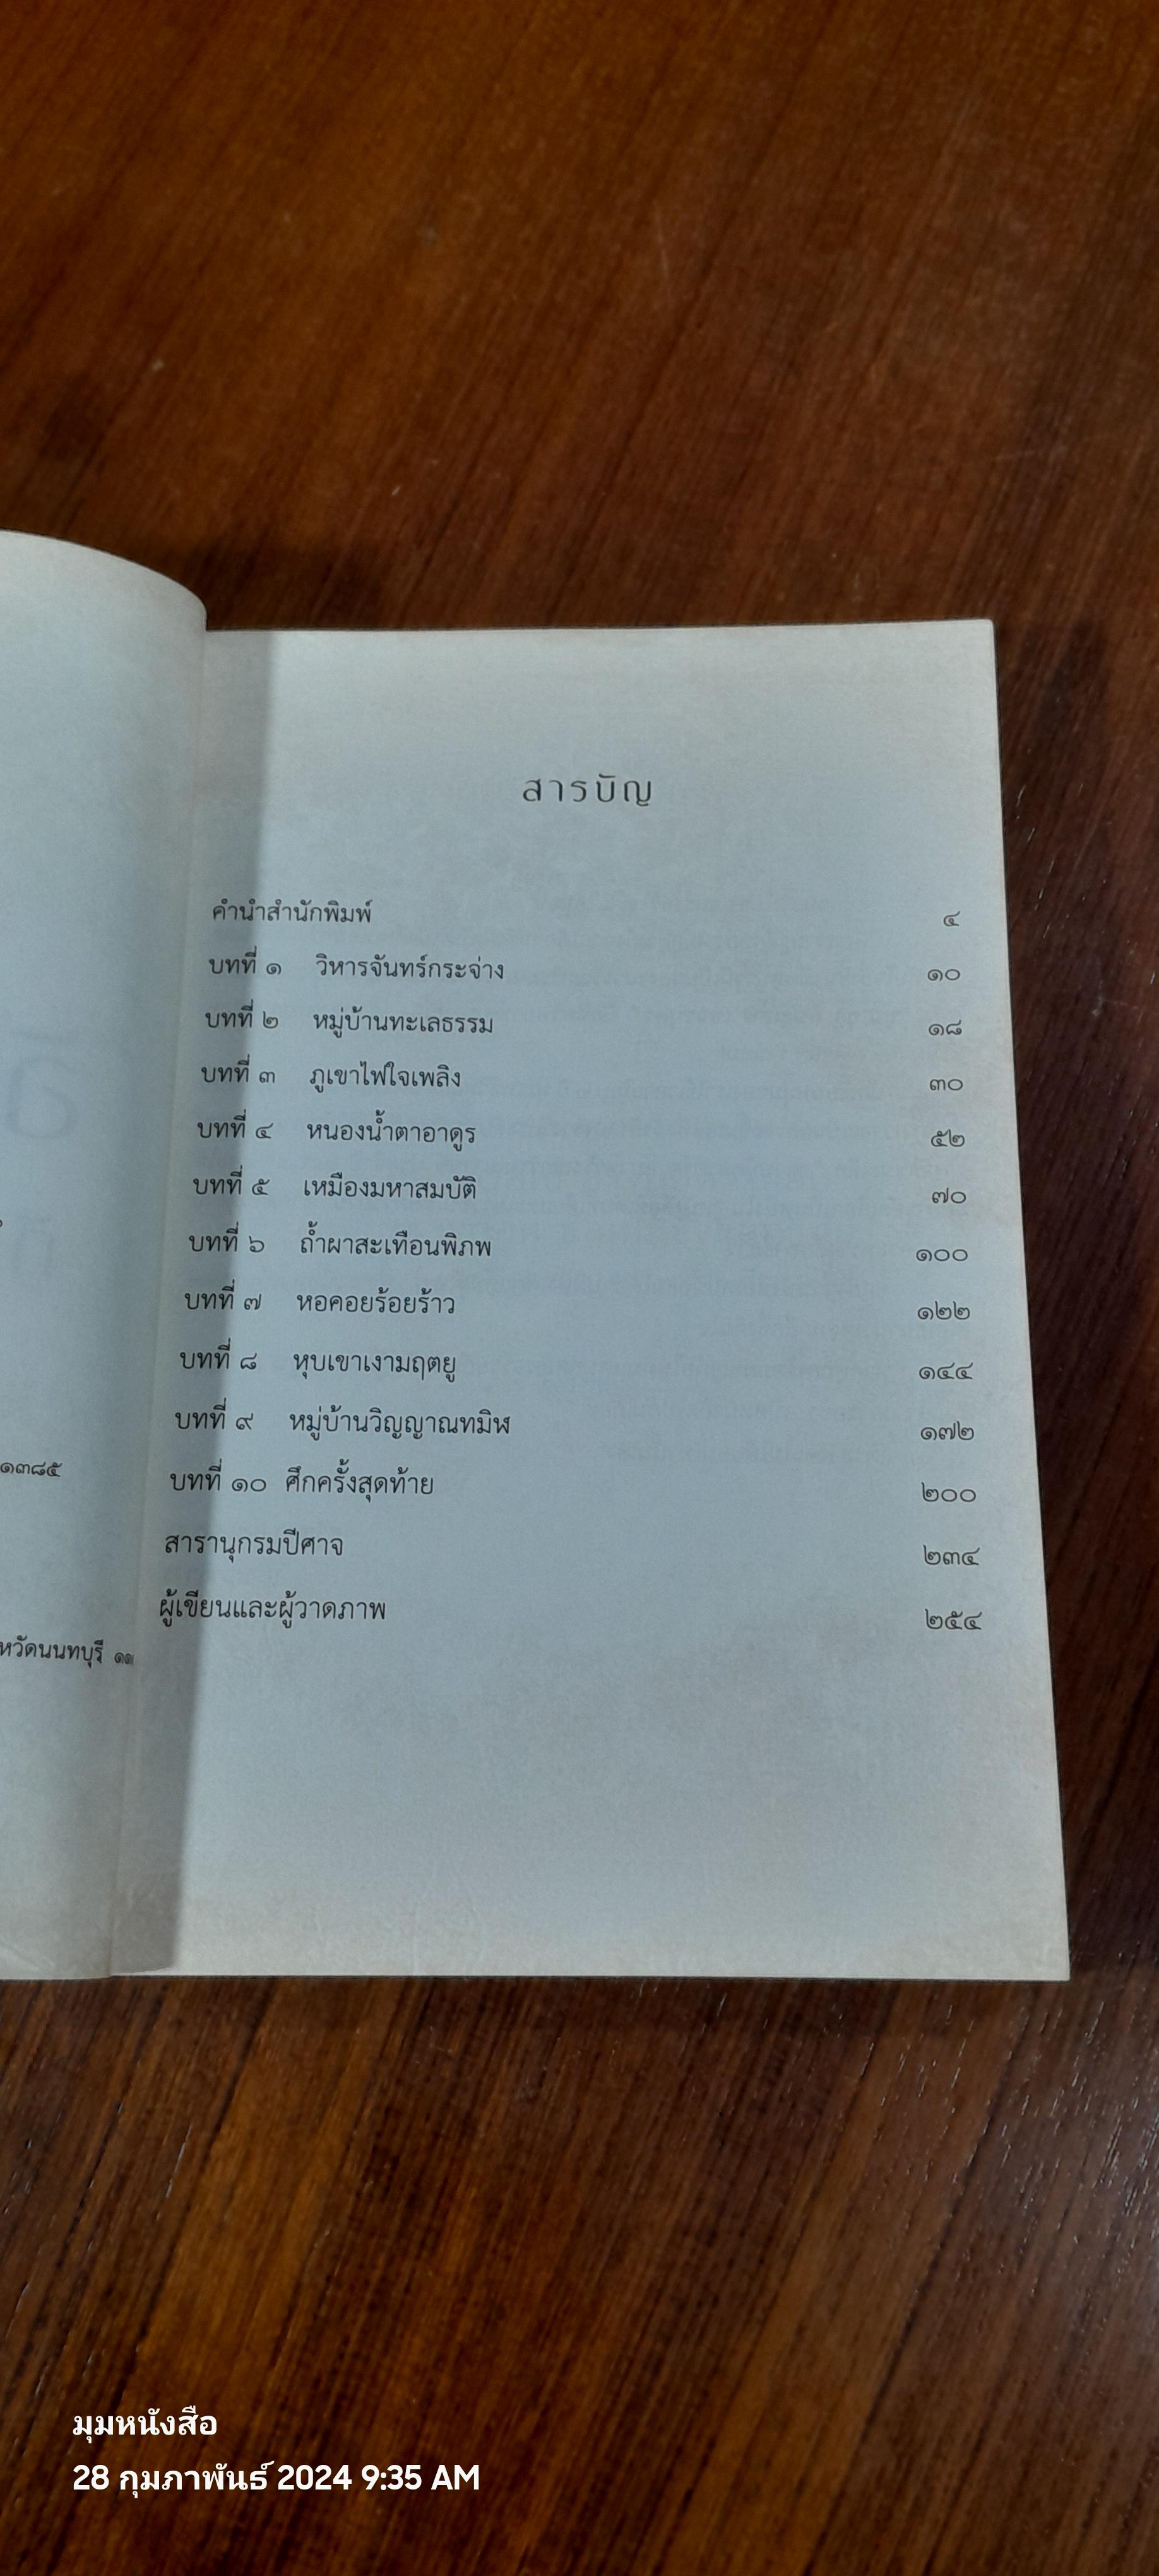 สารบัญ
คำนำสำนักพิมพ์ ๔
บทที่ ๑ วิหารจันทร์กระจ่าง ๑๐
บทที่ ๒ หมู่บ้านทะเลธรรม ๑๘
บทที่ ๓ ภูเขาไฟใจเพลิง ๓๐
บทที่ ๔ หนองน้ำตาอาดูร ๕๒
บทที่ ๕ เหมืองมหาสมบัติ ๗๐
บทที่ ๖ ถ้ำผาสะเทือนพิภพ ๑๐๐
บทที่ ๗ หอคอยร้อยร้าว ๑๒๒
บทที่ ๘ หุบเขาเงามฤตยู ๑๔๔
บทที่ ๙ หมู่บ้านวิญญาณทมิฬ ๑๗๒
บทที่ ๑๐ ศึกครั้งสุดท้าย ๒๐๐
สารานุกรมปีศาจ ๒๓๔
ผู้เขียนและผู้วาดภาพ ๒๕๔
๑๓๘๕
หวัดนนทบุรี
มุมหนังสือ
28 กุมภาพันธ์ 2024 9:35 AM